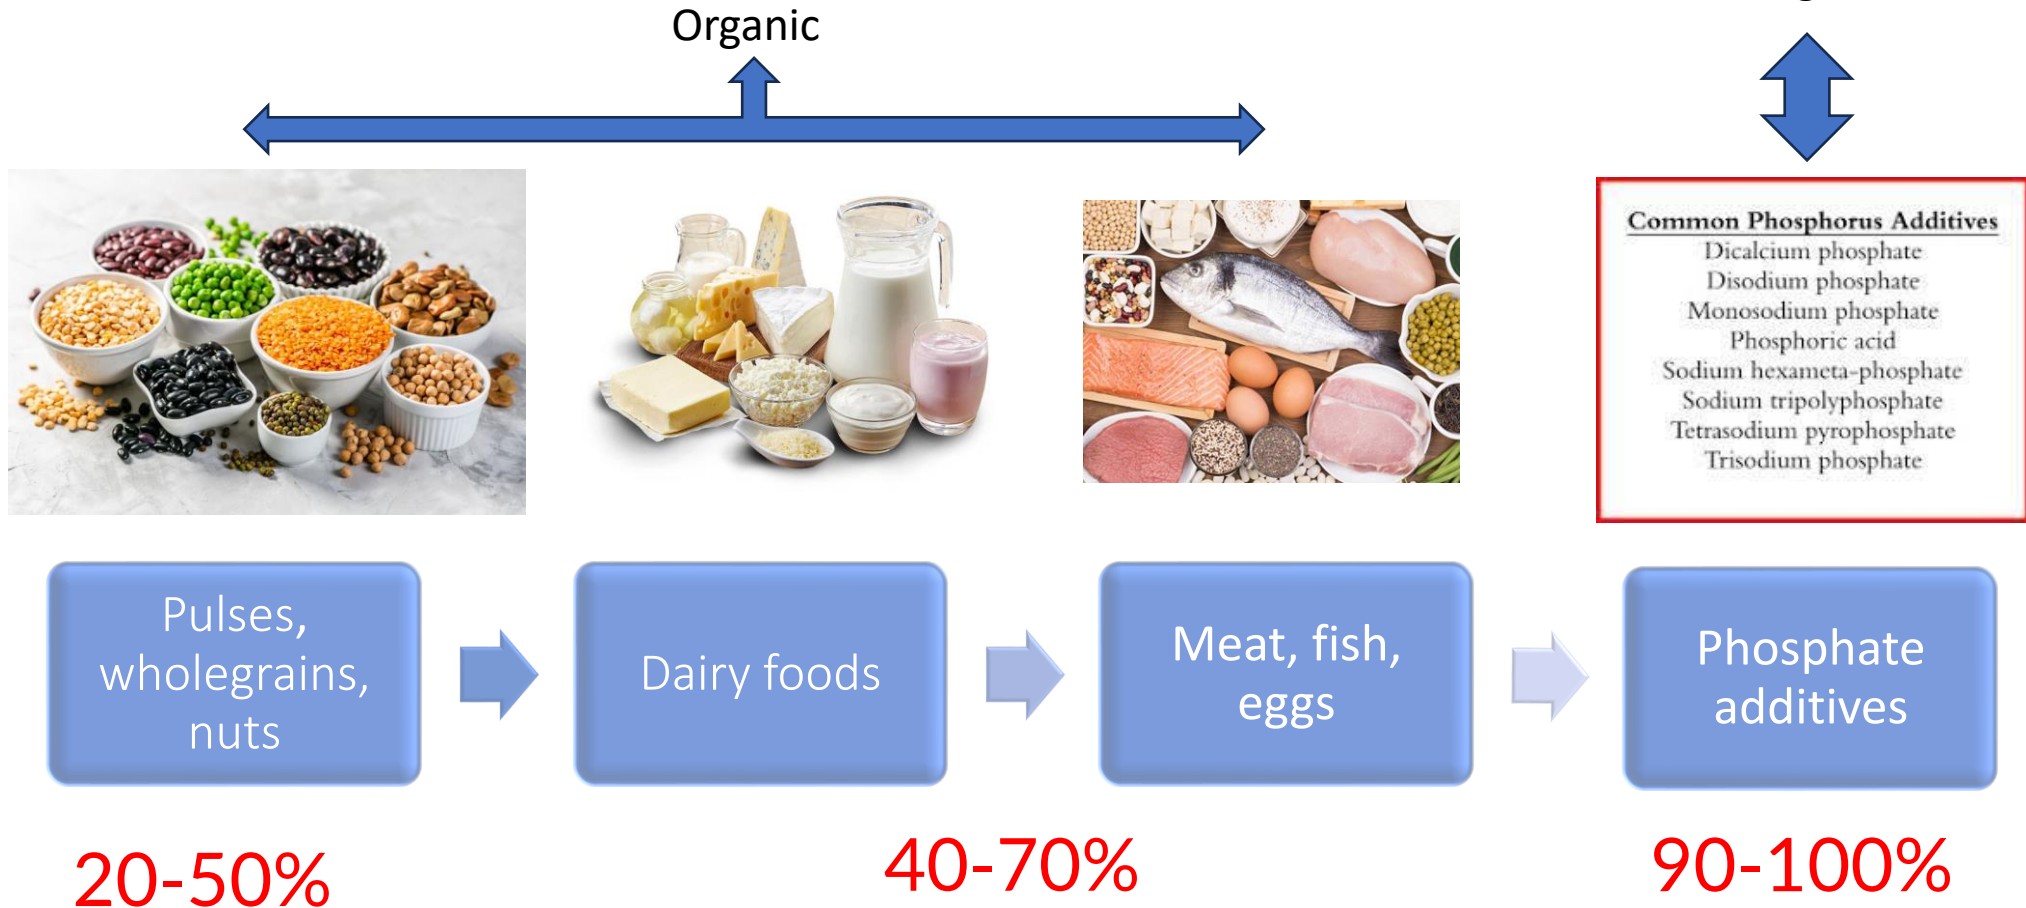 Organic
Common Phosphorus Additives
Dicalcium phosphate
Disodium phosphate
Monosodium phosphate
Phosphoric acid
Sodium hexameta-phosphate
Sodium tripolyphosphate
Tetrasodium pyrophosphate
Trisodium phosphate
Pulses,
wholegrains,
nuts
Dairy foods
Meat, fish,
eggs
Phosphate
additives
20-50%
40-70%
90-100%